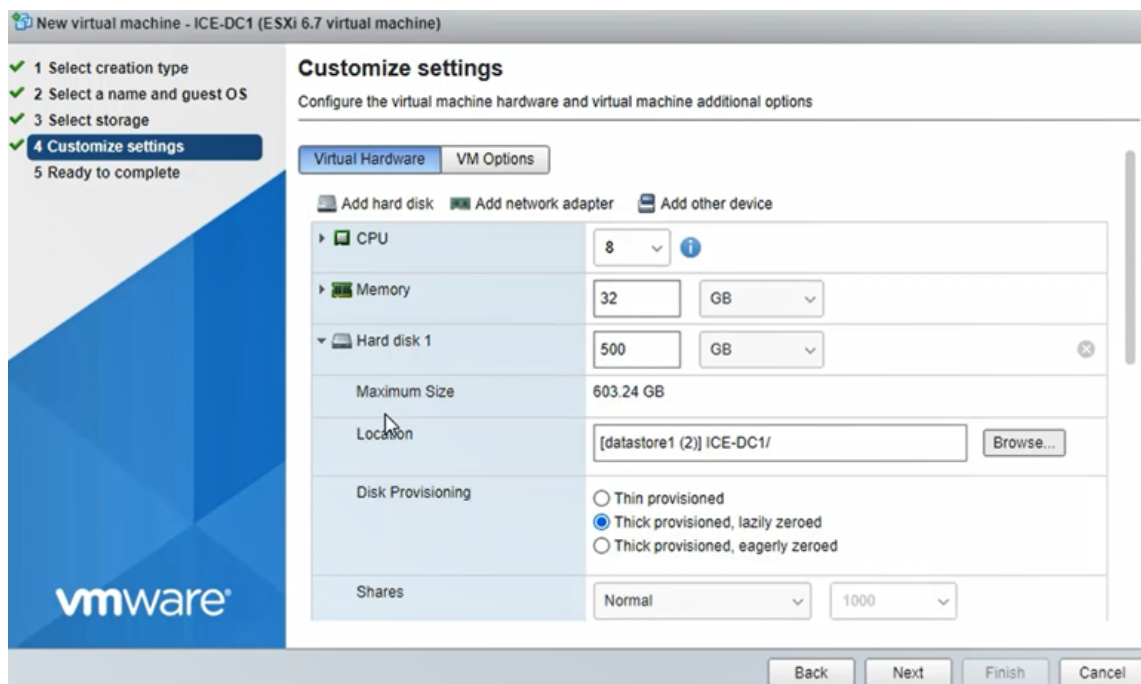 New virtual machine - ICE-DC1 (ESXi 6.7 virtual machine)
1 Select creation type
2 Select a name and guest OS
3 Select storage
4 Customize settings
5 Ready to complete
vmware®
Customize settings
Configure the virtual machine hardware and virtual machine additional options
Virtual Hardware VM Options
Add hard disk Add network adapter Add other device
CPU 8
Memory 32 GB
Hard disk 1 500 GB
Maximum Size 603.24 GB
Location [datastore1 (2)] ICE-DC1/ Browse...
Disk Provisioning Thin provisioned
Thick provisioned, lazily zeroed
Thick provisioned, eagerly zeroed
Shares Normal 1000
Back Next Finish Cancel